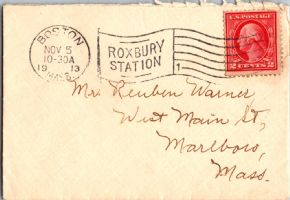 BOSTON
NOV 5
10-30A
19 13
MASS.
ROXBURY
STATION
1
U.S. POSTAGE
2 CENTS 2
Mr. Reuben Warner
West Main St,
Marlboro,
Mass.